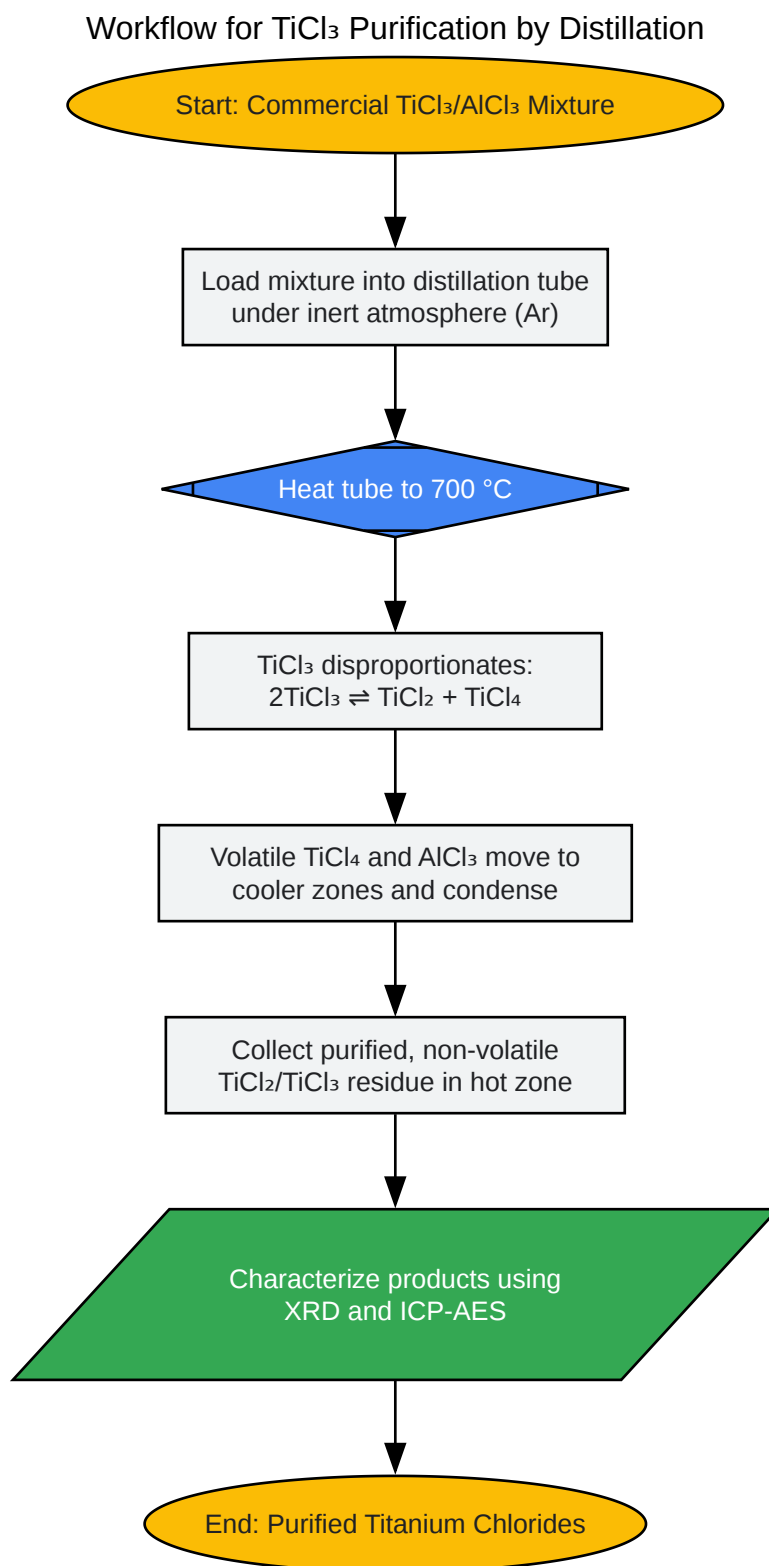 Workflow for TiCl₃ Purification by Distillation
Start: Commercial TiCl₃/AlCl₃ Mixture
Load mixture into distillation tube
under inert atmosphere (Ar)
Heat tube to 700 °C
TiCl₃ disproportionates:
2TiCl₃ ⇌ TiCl₂ + TiCl₄
Volatile TiCl₄ and AlCl₃ move to
cooler zones and condense
Collect purified, non-volatile
TiCl₂/TiCl₃ residue in hot zone
Characterize products using
XRD and ICP-AES
End: Purified Titanium Chlorides